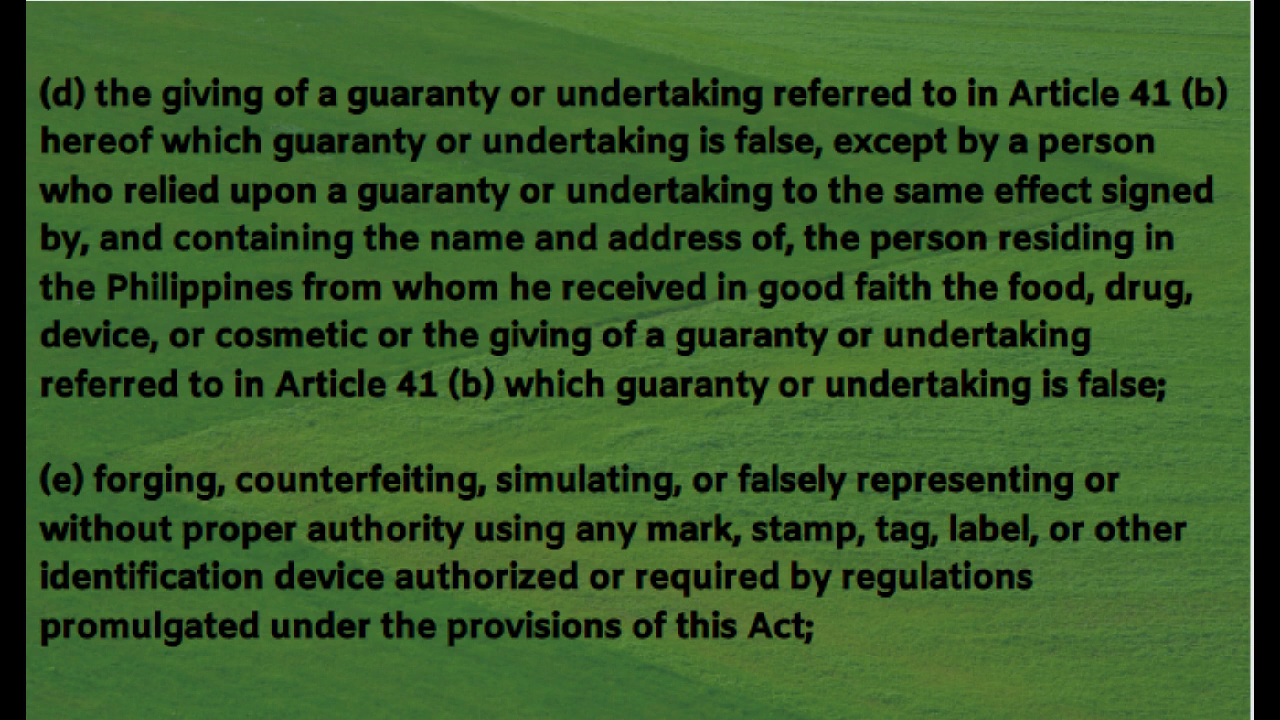 (d) the giving of a guaranty or undertaking referred to in Article 41 (b)
hereof which guaranty or undertaking is false, except by a person
who relied upon a guaranty or undertaking to the same effect signed
by, and containing the name and address of, the person residing in
the Philippines from whom he received in good faith the food, drug,
device, or cosmetic or the giving of a guaranty or undertaking
referred to in Article 41 (b) which guaranty or undertaking is false;
(e) forging, counterfeiting, simulating, or falsely representing or
without proper authority using any mark, stamp, tag, label, or other
identification device authorized or required by regulations
promulgated under the provisions of this Act;